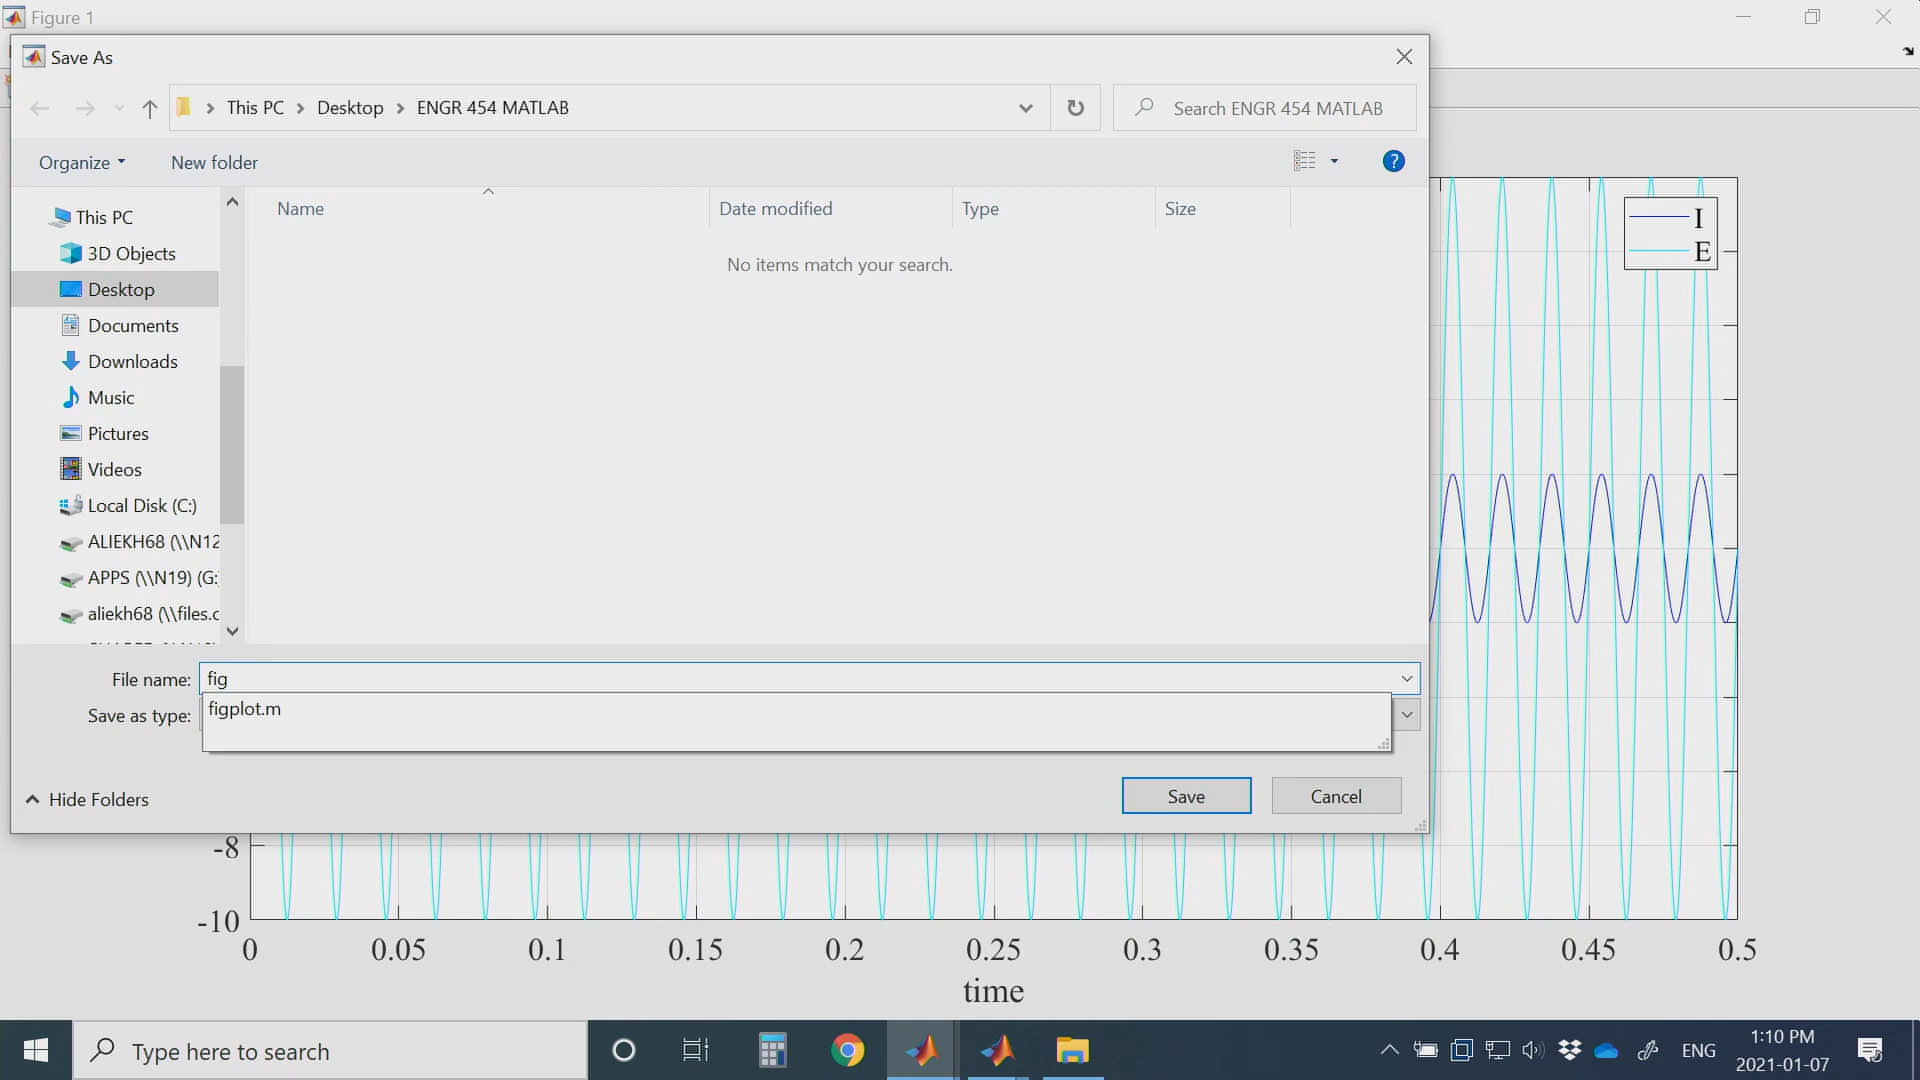 Figure 1
Save As
This PC > Desktop > ENGR 454 MATLAB
Search ENGR 454 MATLAB
Organize
New folder
?
Name
Date modified
Type
Size
No items match your search.
This PC
3D Objects
Desktop
Documents
Downloads
Music
Pictures
Videos
Local Disk (C:)
ALIEKH68 (\\N12
APPS (\\N19) (G:
aliekh68 (\\files.c
I
E
File name: fig
figplot.m
Save as type:
Hide Folders
Save
Cancel
-8
-10
0 0.05 0.1 0.15 0.2 0.25 0.3 0.35 0.4 0.45 0.5
time
Type here to search
ENG
1:10 PM
2021-01-07